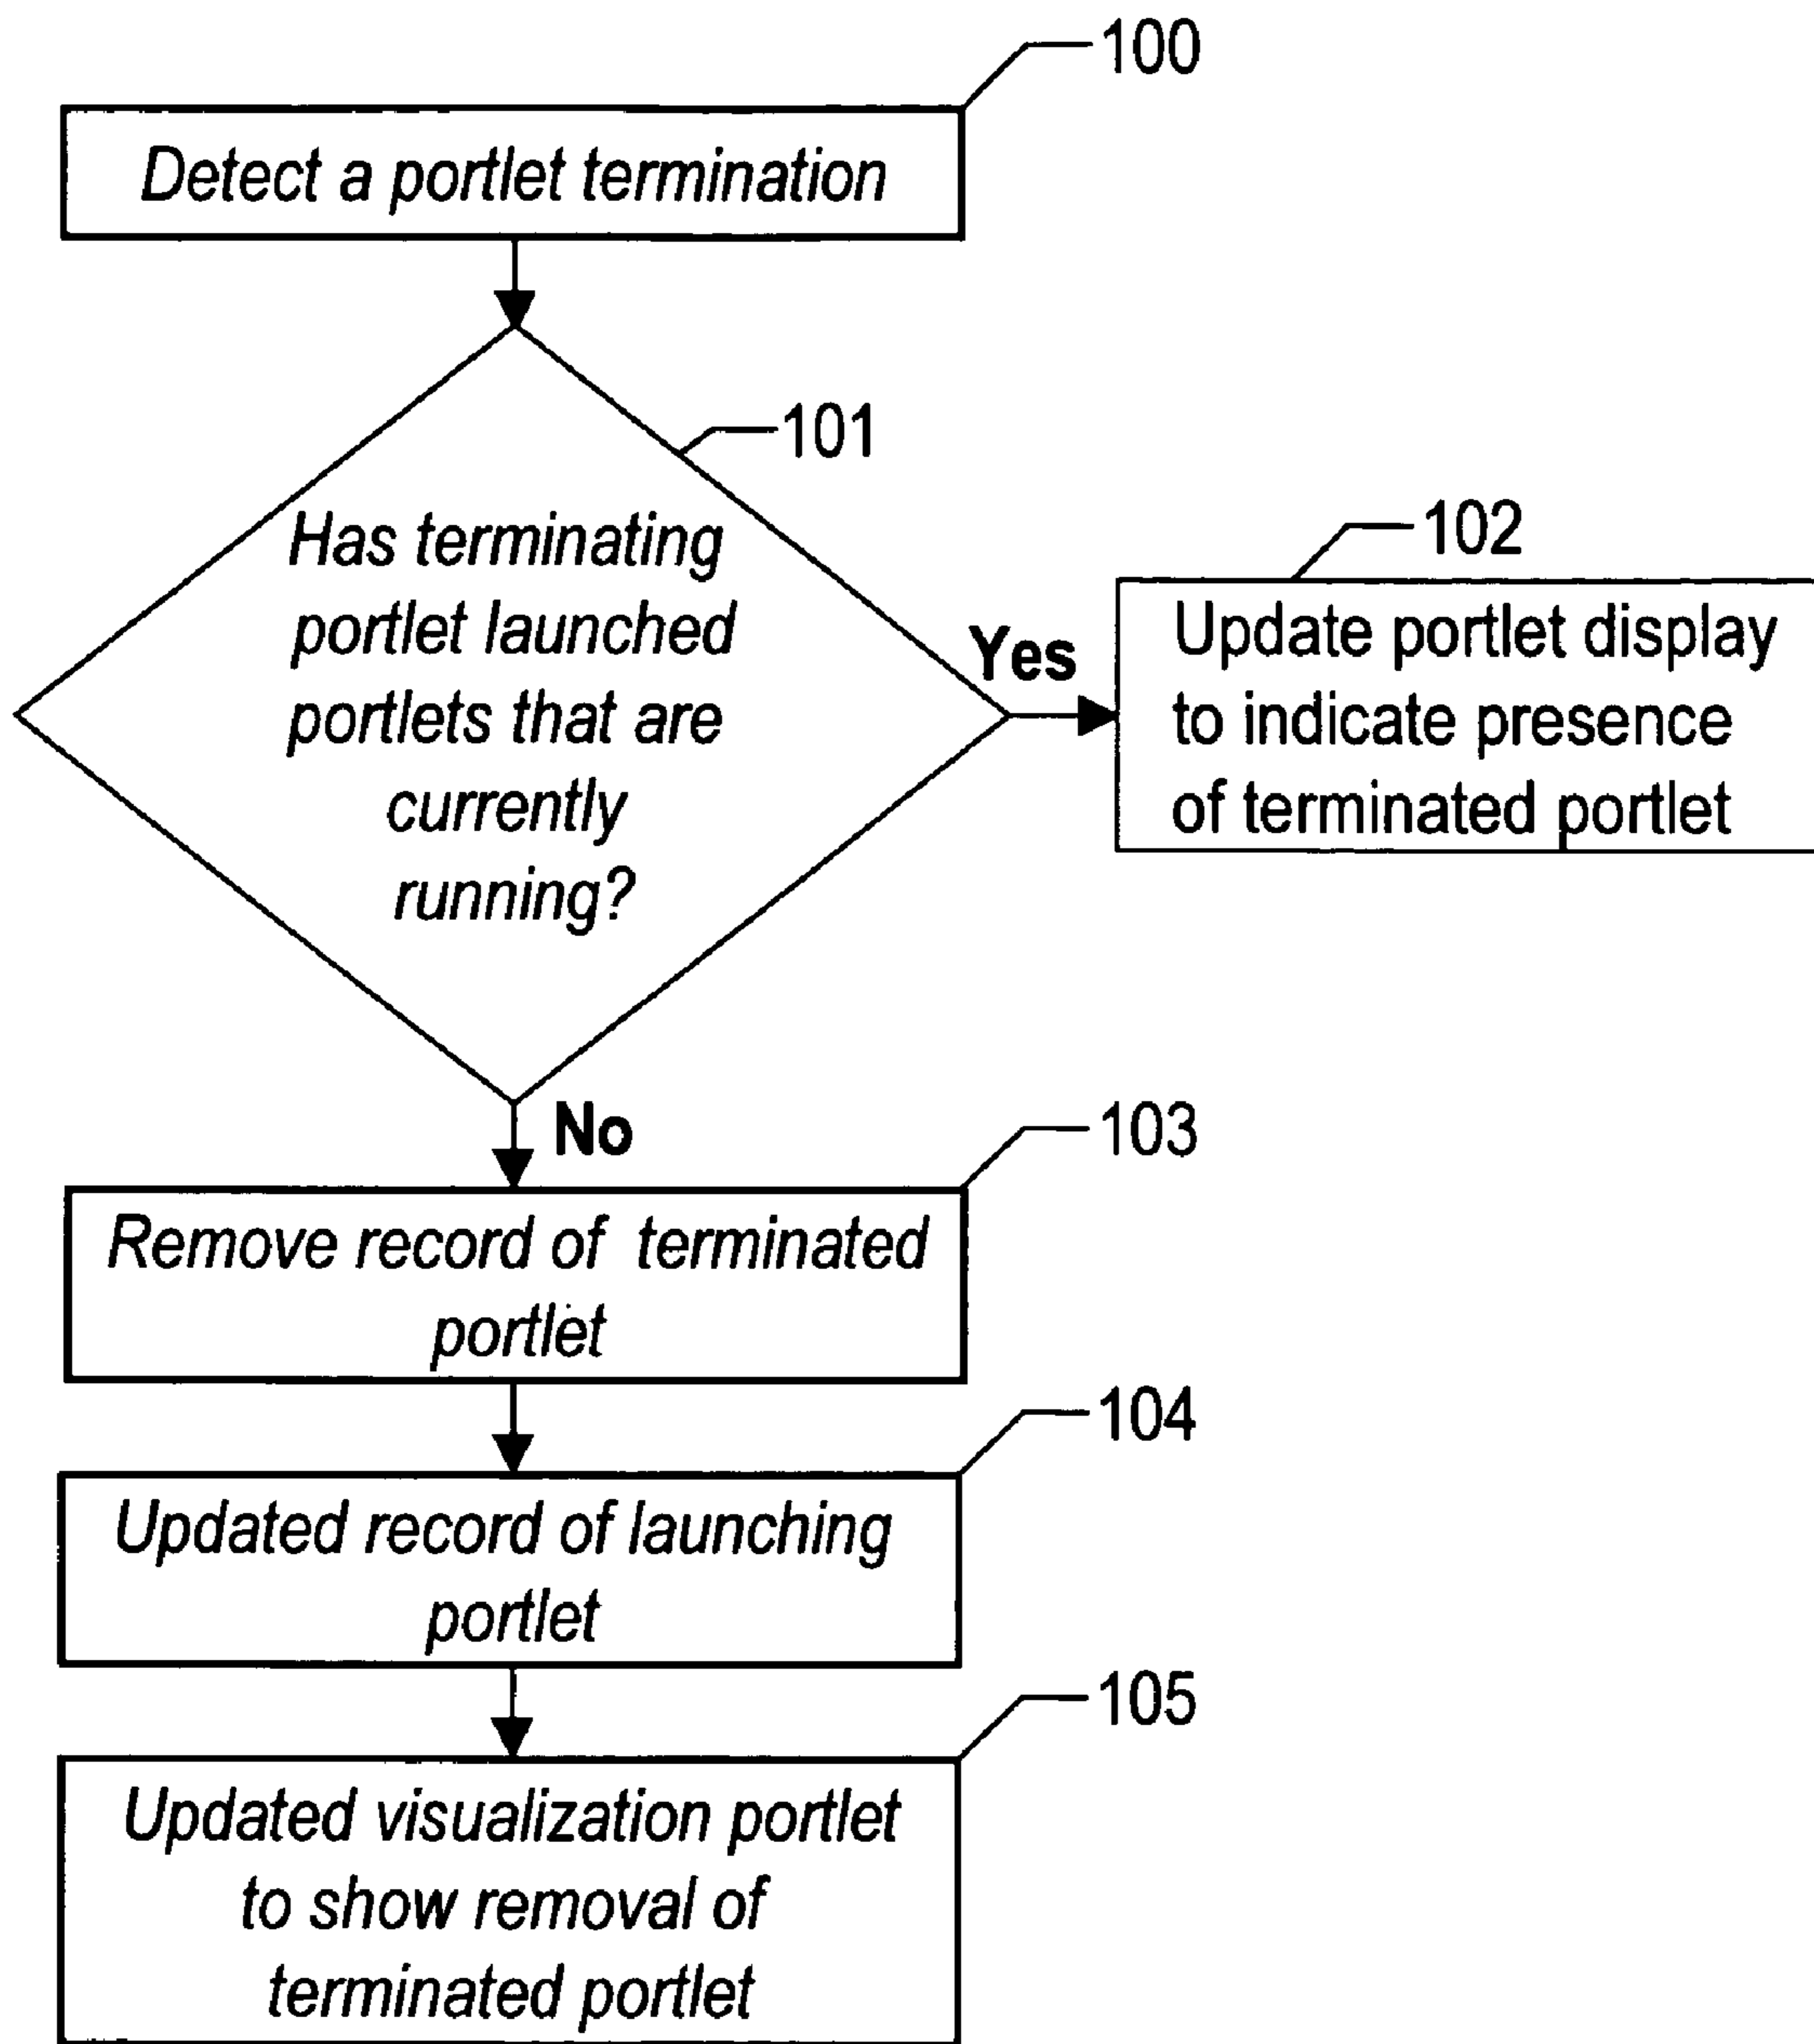 100
Detect a portlet termination
101
Has terminating
portlet launched
portlets that are
currently
running?
Yes
102
Update portlet display
to indicate presence
of terminated portlet
No
103
Remove record of terminated
portlet
104
Updated record of launching
portlet
105
Updated visualization portlet
to show removal of
terminated portlet